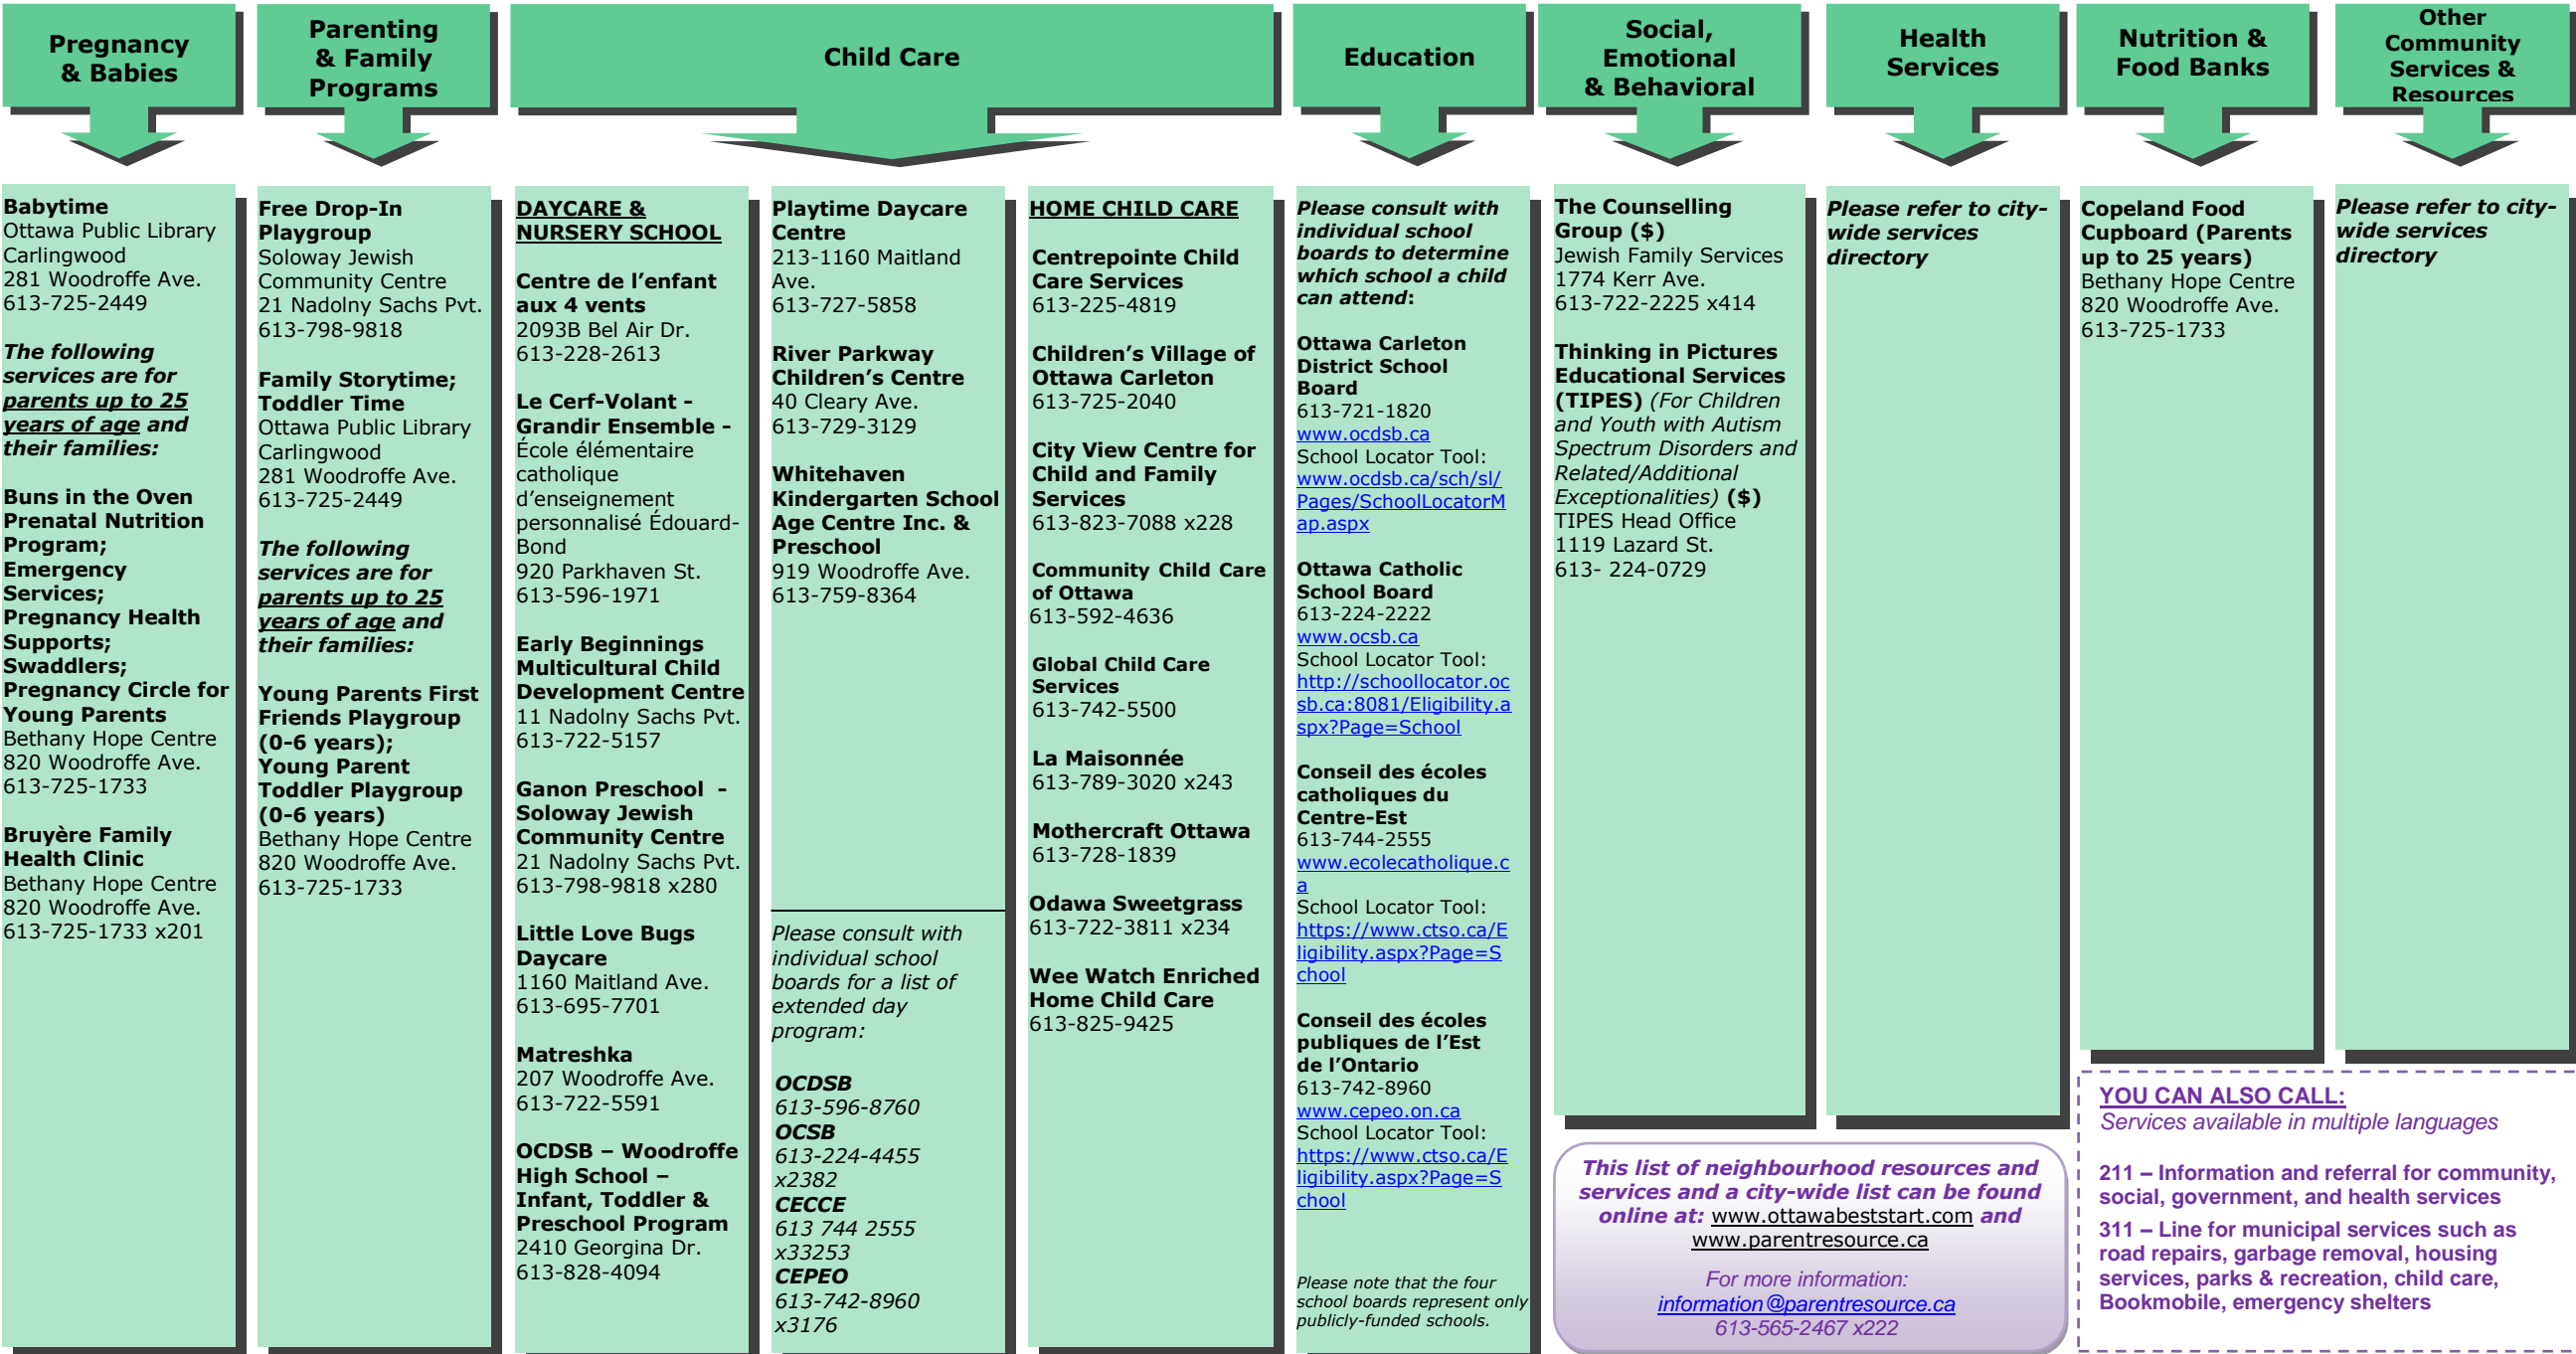 Pregnancy
& Babies
Parenting
& Family
Programs
Child Care
Education
Social,
Emotional
& Behavioral
Health
Services
Nutrition &
Food Banks
Other
Community
Services &
Resources
Babytime
Ottawa Public Library
Carlingwood
281 Woodroffe Ave.
613-725-2449
The following
services are for
parents up to 25
years of age and
their families:
Buns in the Oven
Prenatal Nutrition
Program;
Emergency
Services;
Pregnancy Health
Supports;
Swaddlers;
Pregnancy Circle for
Young Parents
Bethany Hope Centre
820 Woodroffe Ave.
613-725-1733
Bruyère Family
Health Clinic
Bethany Hope Centre
820 Woodroffe Ave.
613-725-1733 x201
Free Drop-In
Playgroup
Soloway Jewish
Community Centre
21 Nadolny Sachs Pvt.
613-798-9818
Family Storytime;
Toddler Time
Ottawa Public Library
Carlingwood
281 Woodroffe Ave.
613-725-2449
The following
services are for
parents up to 25
years of age and
their families:
Young Parents First
Friends Playgroup
(0-6 years);
Young Parent
Toddler Playgroup
(0-6 years)
Bethany Hope Centre
820 Woodroffe Ave.
613-725-1733
DAYCARE &
NURSERY SCHOOL
Centre de l'enfant
aux 4 vents
2093B Bel Air Dr.
613-228-2613
Le Cerf-Volant -
Grandir Ensemble -
École élémentaire
catholique
d'enseignement
personnalisé Édouard-
Bond
920 Parkhaven St.
613-596-1971
Early Beginnings
Multicultural Child
Development Centre
11 Nadolny Sachs Pvt.
613-722-5157
Ganon Preschool -
Soloway Jewish
Community Centre
21 Nadolny Sachs Pvt.
613-798-9818 x280
Little Love Bugs
Daycare
1160 Maitland Ave.
613-695-7701
Matreshka
207 Woodroffe Ave.
613-722-5591
OCDSB – Woodroffe
High School –
Infant, Toddler &
Preschool Program
2410 Georgina Dr.
613-828-4094
Playtime Daycare
Centre
213-1160 Maitland
Ave.
613-727-5858
River Parkway
Children's Centre
40 Cleary Ave.
613-729-3129
Whitehaven
Kindergarten School
Age Centre Inc. &
Preschool
919 Woodroffe Ave.
613-759-8364
Please consult with
individual school
boards for a list of
extended day
program:
OCDSB
613-596-8760
OCSB
613-224-4455
x2382
CECCE
613 744 2555
x33253
CEPEO
613-742-8960
x3176
HOME CHILD CARE
Centrepointe Child
Care Services
613-225-4819
Children's Village of
Ottawa Carleton
613-725-2040
City View Centre for
Child and Family
Services
613-823-7088 x228
Community Child Care
of Ottawa
613-592-4636
Global Child Care
Services
613-742-5500
La Maisonnée
613-789-3020 x243
Mothercraft Ottawa
613-728-1839
Odawa Sweetgrass
613-722-3811 x234
Wee Watch Enriched
Home Child Care
613-825-9425
Please consult with
individual school
boards to determine
which school a child
can attend:
Ottawa Carleton
District School
Board
613-721-1820
www.ocdsb.ca
School Locator Tool:
www.ocdsb.ca/sch/sl/
Pages/SchoolLocatorM
ap.aspx
Ottawa Catholic
School Board
613-224-2222
www.ocsb.ca
School Locator Tool:
http://schoollocator.oc
sb.ca:8081/Eligibility.a
spx?Page=School
Conseil des écoles
catholiques du
Centre-Est
613-744-2555
www.ecolecatholique.c
a
School Locator Tool:
https://www.ctso.ca/E
ligibility.aspx?Page=S
chool
Conseil des écoles
publiques de l'Est
de l'Ontario
613-742-8960
www.cepeo.on.ca
School Locator Tool:
https://www.ctso.ca/E
ligibility.aspx?Page=S
chool
Please note that the four
school boards represent only
publicly-funded schools.
The Counselling
Group ($)
Jewish Family Services
1774 Kerr Ave.
613-722-2225 x414
Thinking in Pictures
Educational Services
(TIPES) (For Children
and Youth with Autism
Spectrum Disorders and
Related/Additional
Exceptionalities) ($)
TIPES Head Office
1119 Lazard St.
613- 224-0729
Please refer to city-
wide services
directory
Copeland Food
Cupboard (Parents
up to 25 years)
Bethany Hope Centre
820 Woodroffe Ave.
613-725-1733
Please refer to city-
wide services
directory
This list of neighbourhood resources and
services and a city-wide list can be found
online at: www.ottawabeststart.com and
www.parentresource.ca
For more information:
information@parentresource.ca
613-565-2467 x222
YOU CAN ALSO CALL:
Services available in multiple languages
211 – Information and referral for community,
social, government, and health services
311 – Line for municipal services such as
road repairs, garbage removal, housing
services, parks & recreation, child care,
Bookmobile, emergency shelters